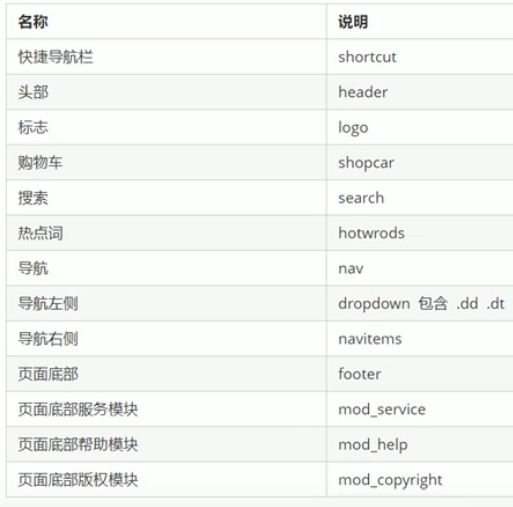 名称 说明
快捷导航栏 shortcut
头部 header
标志 logo
购物车 shopcar
搜索 search
热点词 hotwrods
导航 nav
导航左侧 dropdown 包含 .dd .dt
导航右侧 navitems
页面底部 footer
页面底部服务模块 mod_service
页面底部帮助模块 mod_help
页面底部版权模块 mod_copyright